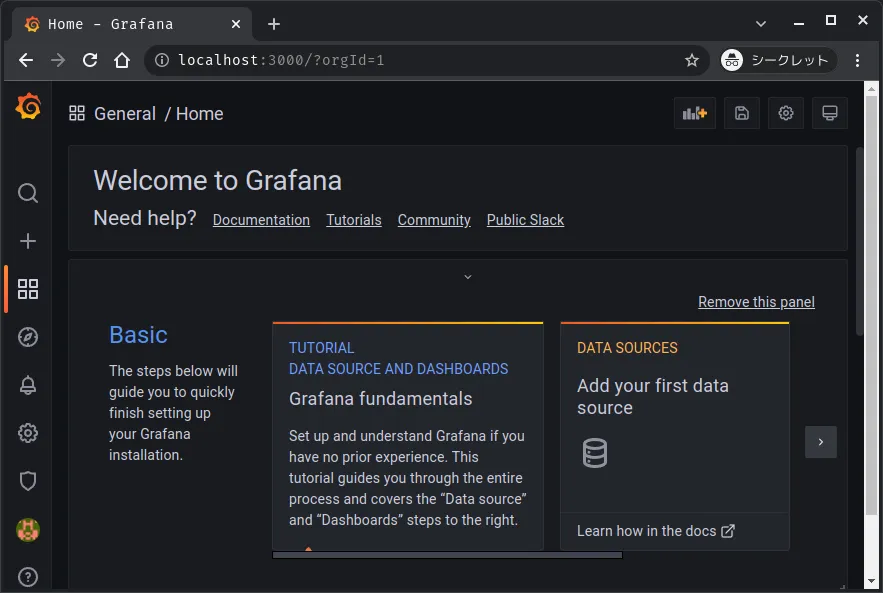 Home - Grafana
localhost:3000/?orgId=1
シークレット
General / Home
Welcome to Grafana
Need help? Documentation Tutorials Community Public Slack
Remove this panel
Basic
The steps below will
guide you to quickly
finish setting up
your Grafana
installation.
TUTORIAL
DATA SOURCE AND DASHBOARDS
Grafana fundamentals
Set up and understand Grafana if you
have no prior experience. This
tutorial guides you through the entire
process and covers the “Data source”
and “Dashboards” steps to the right.
DATA SOURCES
Add your first data
source
Learn how in the docs